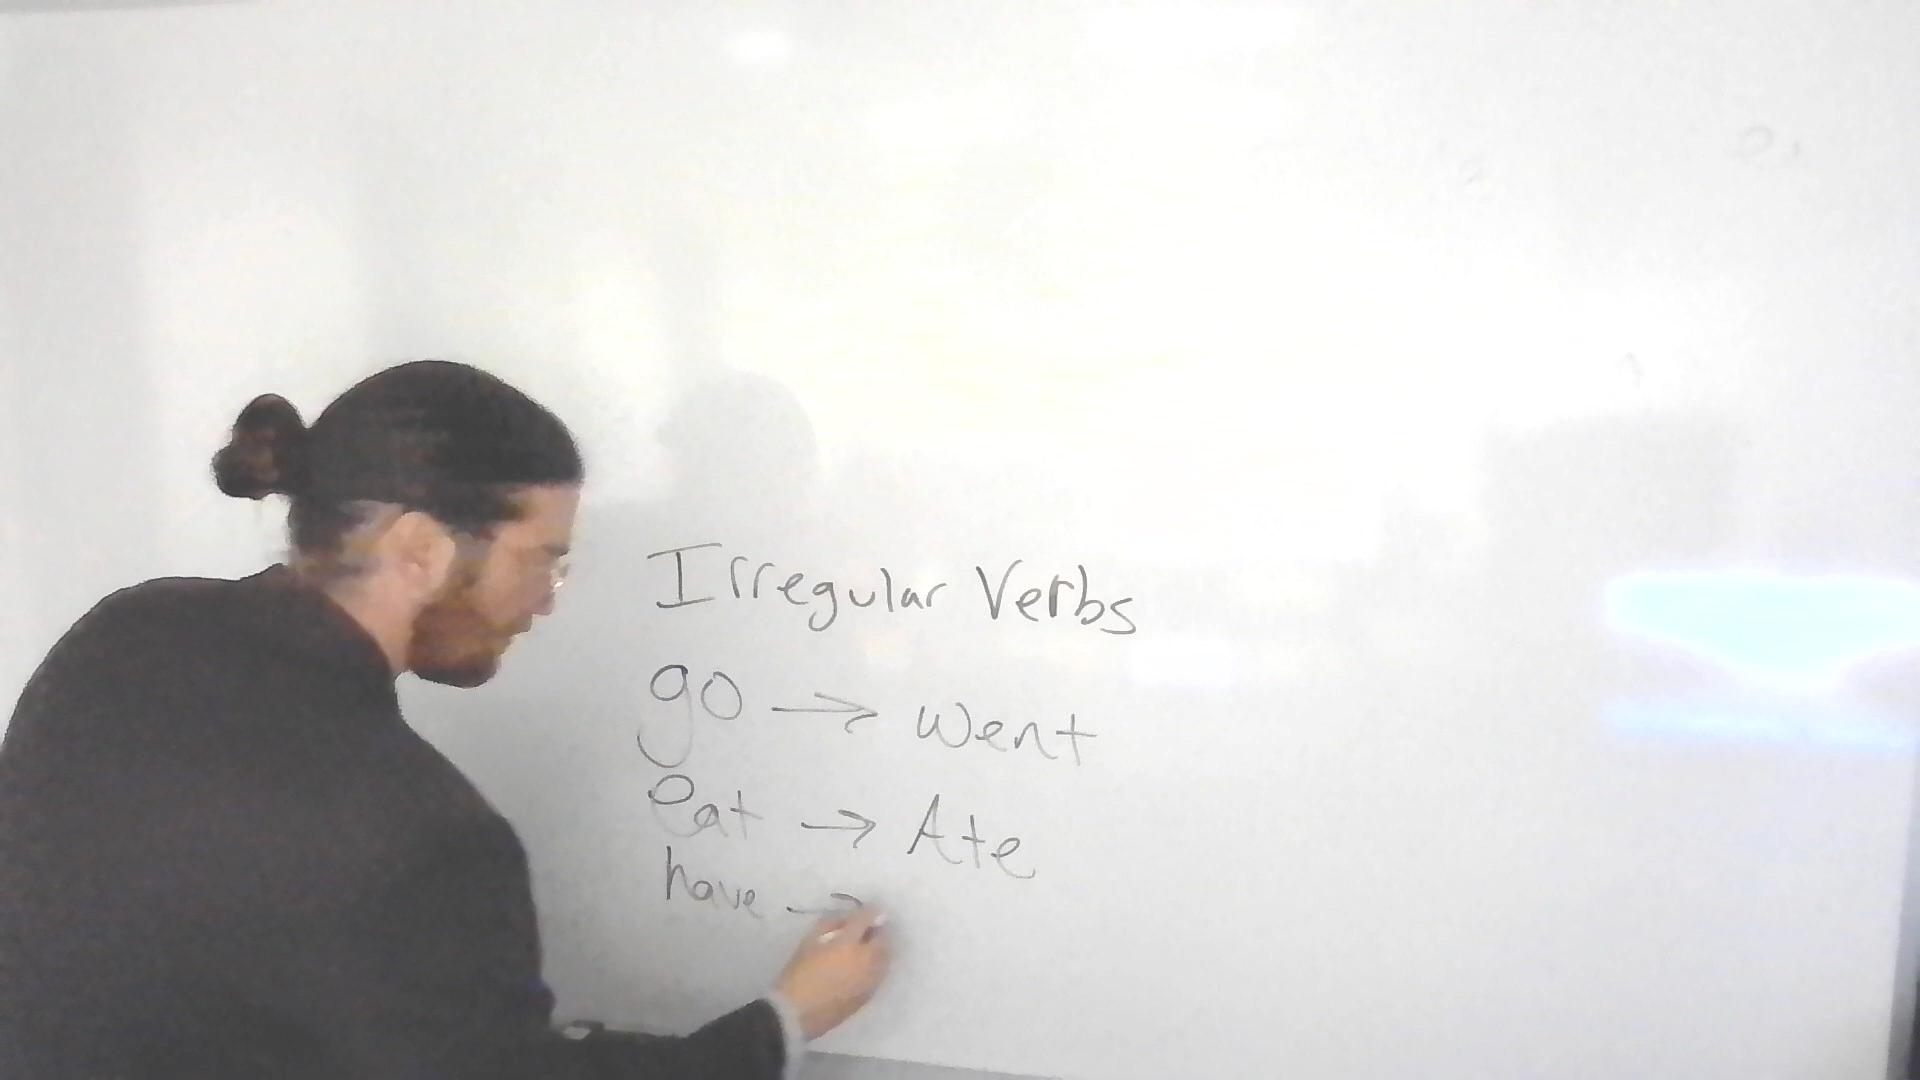 Irregular Verbs
go → went
eat → Ate
have →